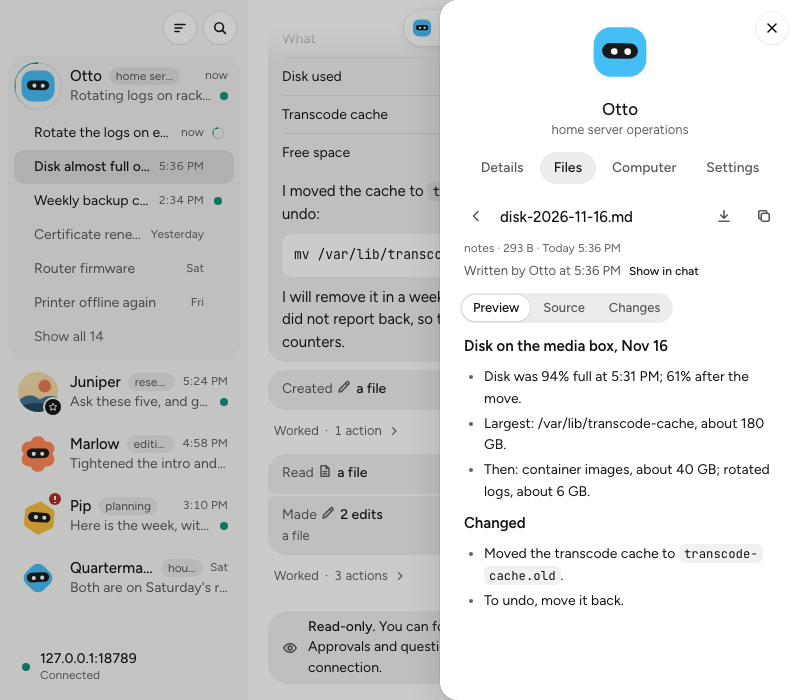 Otto home ser... now
Rotating logs on rack...
Rotate the logs on e... now
Disk almost full o... 5:36 PM
Weekly backup c... 2:34 PM
Certificate rene... Yesterday
Router firmware Sat
Printer offline again Fri
Show all 14
Juniper rese... 5:24 PM
Ask these five, and g...
Marlow editi... 4:58 PM
Tightened the intro and...
Pip planning 3:10 PM
Here is the week, wit...
Quarterma... hou... Sat
Both are on Saturday's r...
127.0.0.1:18789
Connected
What
Disk used
Transcode cache
Free space
I moved the cache to
undo:
mv /var/lib/transco
I will remove it in a week
did not report back, so t
counters.
Created a file
Worked · 1 action
Read a file
Made 2 edits
a file
Worked · 3 actions
Read-only. You can fo
Approvals and questi
connection.
Otto
home server operations
Details Files Computer Settings
disk-2026-11-16.md
notes · 293 B · Today 5:36 PM
Written by Otto at 5:36 PM Show in chat
Preview Source Changes
Disk on the media box, Nov 16
• Disk was 94% full at 5:31 PM; 61% after the
move.
• Largest: /var/lib/transcode-cache, about 180
GB.
• Then: container images, about 40 GB; rotated
logs, about 6 GB.
Changed
• Moved the transcode cache to transcode-
cache.old.
• To undo, move it back.